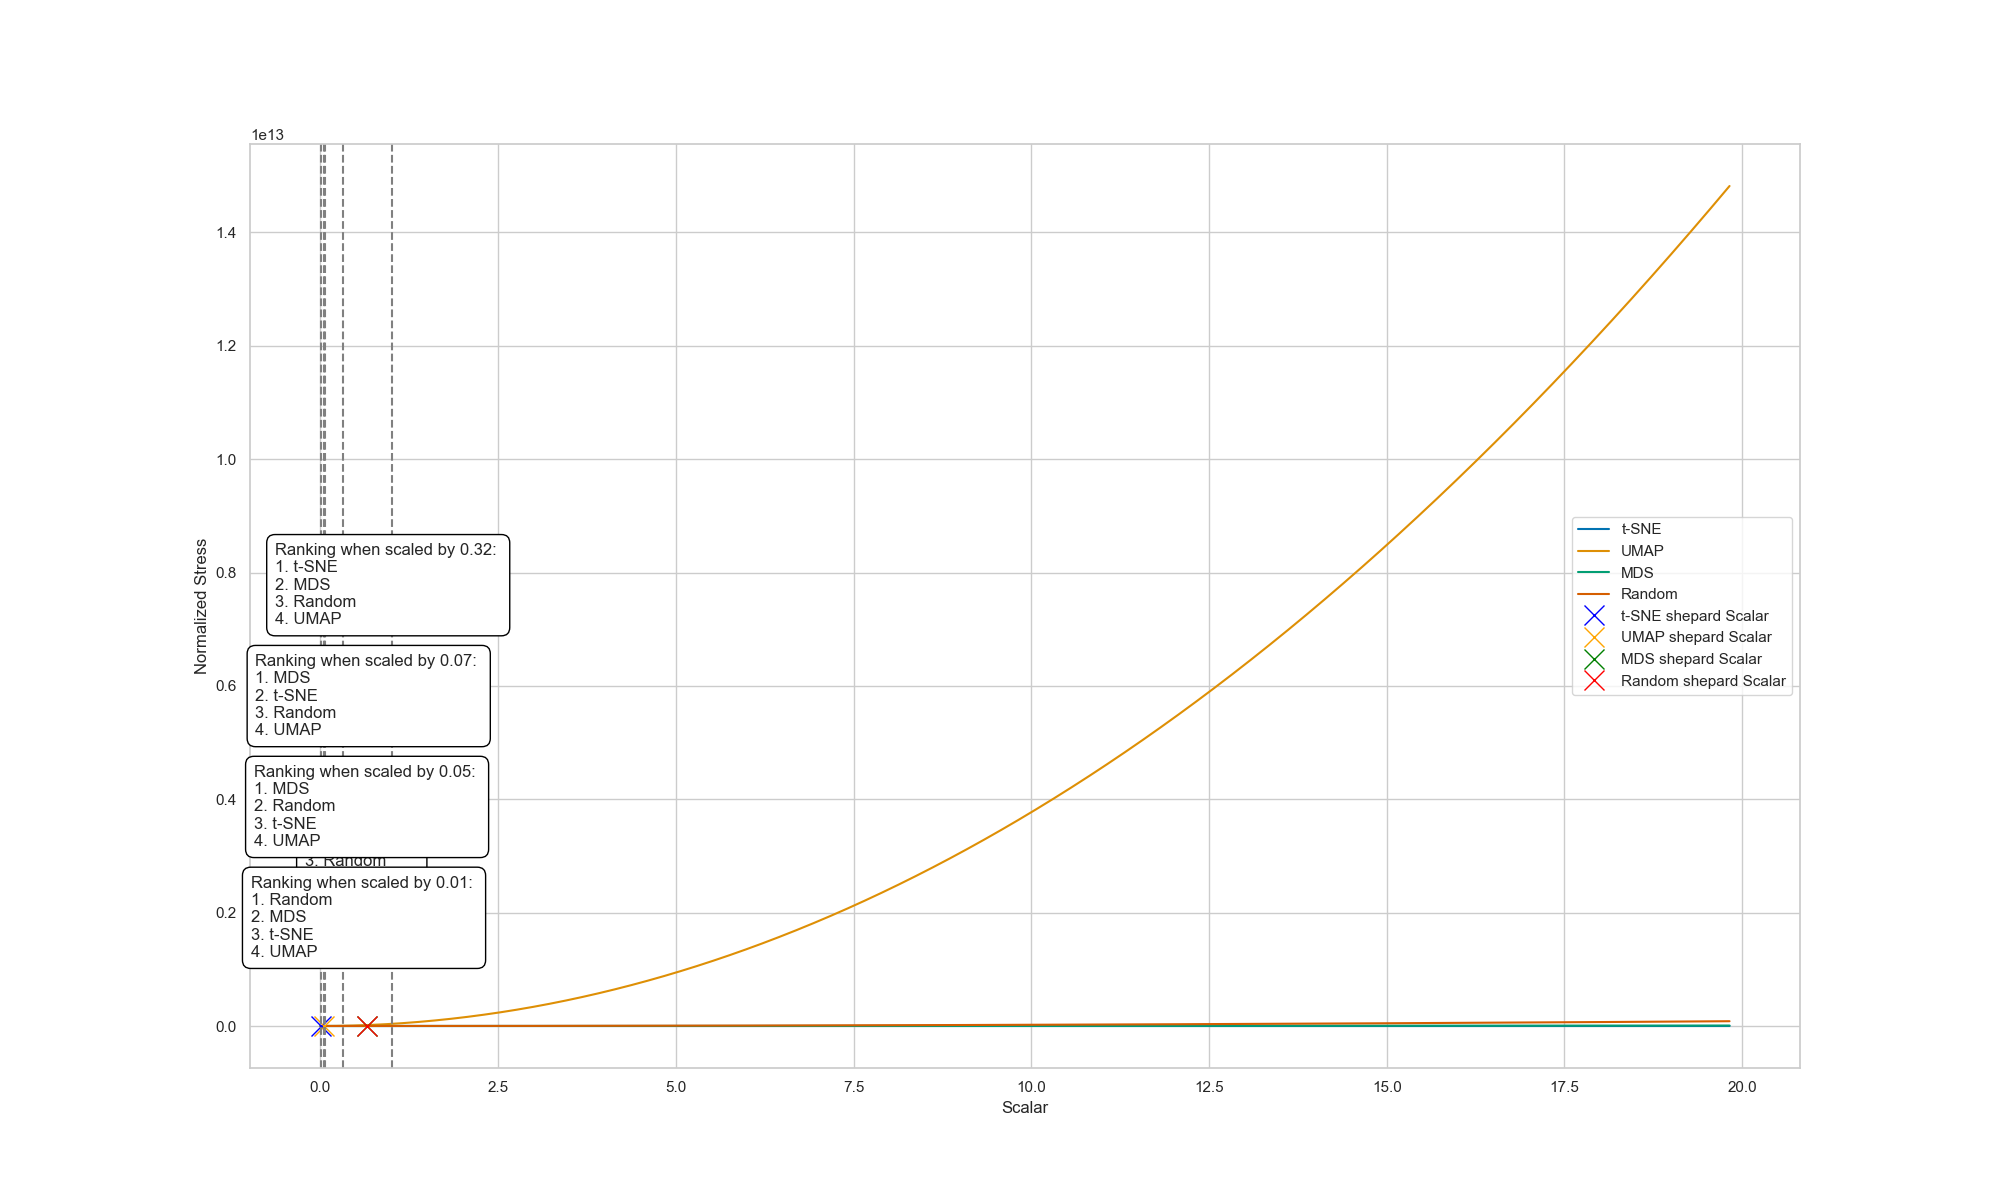 1e13
1.4
1.2
1.0
0.8
0.6
0.4
0.2
0.0
Normalized Stress
Ranking when scaled by 0.32:
1. t-SNE
2. MDS
3. Random
4. UMAP
Ranking when scaled by 0.07:
1. MDS
2. t-SNE
3. Random
4. UMAP
Ranking when scaled by 0.05:
1. MDS
2. Random
3. t-SNE
4. UMAP
3. Random
Ranking when scaled by 0.01:
1. Random
2. MDS
3. t-SNE
4. UMAP
t-SNE
UMAP
MDS
Random
t-SNE shepard Scalar
UMAP shepard Scalar
MDS shepard Scalar
Random shepard Scalar
0.0 2.5 5.0 7.5 10.0 12.5 15.0 17.5 20.0
Scalar